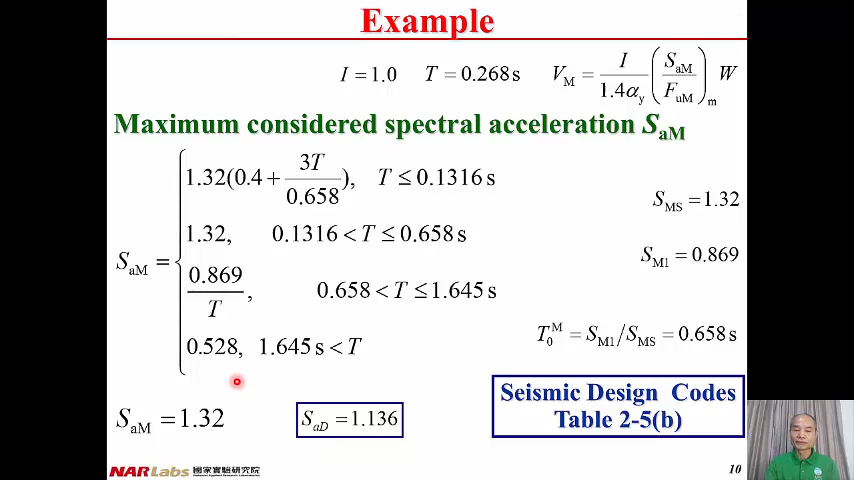 Example
I = 1.0 T = 0.268 s V_M = I / 1.4α_y (S_aM / F_uM)_m W
Maximum considered spectral acceleration S_aM
S_aM = { 1.32(0.4 + 3T / 0.658), T ≤ 0.1316 s
1.32, 0.1316 < T ≤ 0.658 s
0.869 / T, 0.658 < T ≤ 1.645 s
0.528, 1.645 s < T
S_MS = 1.32
S_M1 = 0.869
T_0^M = S_M1/S_MS = 0.658 s
Seismic Design Codes
Table 2-5(b)
S_aM = 1.32
S_aD = 1.136
NARLabs 國家實驗研究院
10